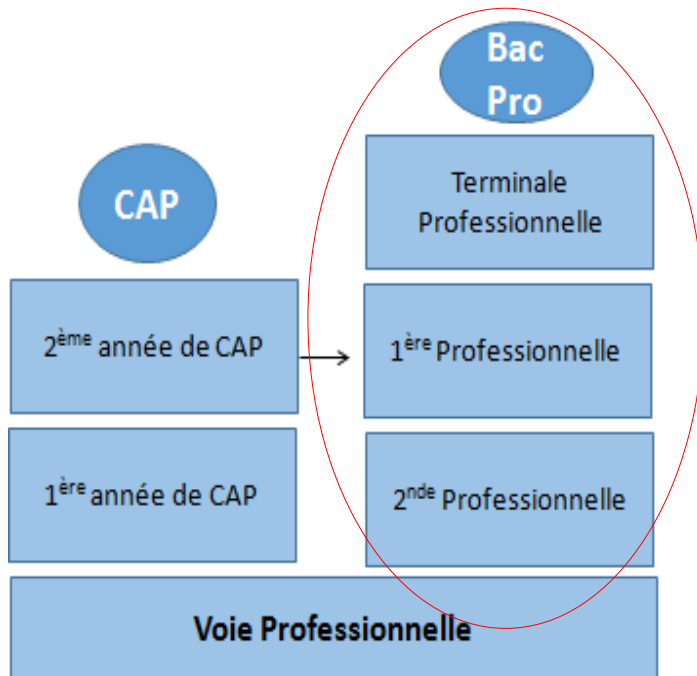 Bac
Pro
Terminale
Professionnelle
CAP
2ème année de CAP
1ère Professionnelle
1ère année de CAP
2nde Professionnelle
Voie Professionnelle